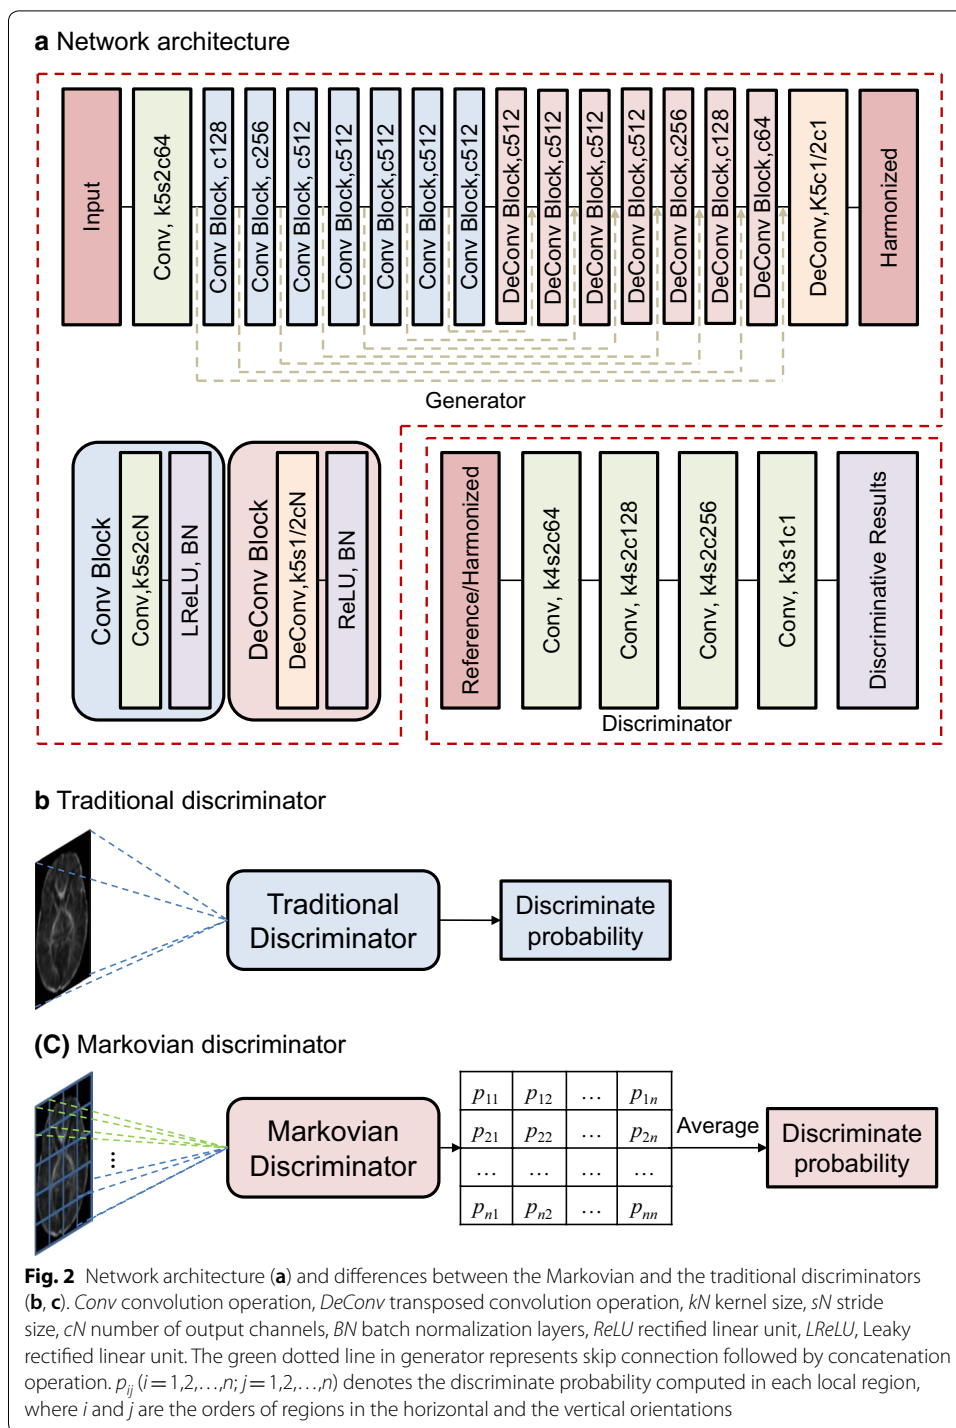 a Network architecture
Input
Conv, k5s2c64
Conv Block, c128
Conv Block, c256
Conv Block, c512
Conv Block,c512
Conv Block,c512
Conv Block,c512
Conv Block,c512
DeConv Block,c512
DeConv Block,c512
DeConv Block,c512
DeConv Block,c512
DeConv Block,c256
DeConv Block,c128
DeConv Block,c64
DeConv,K5c1/2c1
Harmonized
Generator
Conv Block
Conv,k5s2cN
LReLU, BN
DeConv Block
DeConv,k5s1/2cN
ReLU, BN
Reference/Harmonized
Conv, k4s2c64
Conv, k4s2c128
Conv, k4s2c256
Conv, k3s1c1
Discriminative Results
Discriminator
b Traditional discriminator
Traditional
Discriminator
Discriminate
probability
(C) Markovian discriminator
...
Markovian
Discriminator
p11 p12 ... p1n
p21 p22 ... p2n
... ... ... ...
pn1 pn2 ... pnn
Average
Discriminate
probability
Fig. 2 Network architecture (a) and differences between the Markovian and the traditional discriminators
(b, c). Conv convolution operation, DeConv transposed convolution operation, kN kernel size, sN stride
size, cN number of output channels, BN batch normalization layers, ReLU rectified linear unit, LReLU, Leaky
rectified linear unit. The green dotted line in generator represents skip connection followed by concatenation
operation. pij (i = 1,2,...,n; j = 1,2,...,n) denotes the discriminate probability computed in each local region,
where i and j are the orders of regions in the horizontal and the vertical orientations